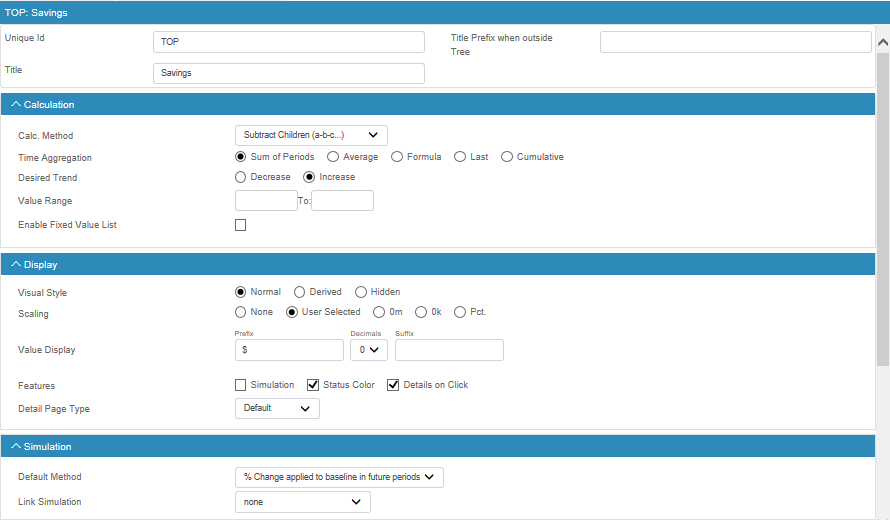 TOP: Savings
Unique Id
TOP
Title Prefix when outside
Tree
Title
Savings
Calculation
Calc. Method
Subtract Children (a-b-c...)
Time Aggregation
Sum of Periods
Average
Formula
Last
Cumulative
Desired Trend
Decrease
Increase
Value Range
To:
Enable Fixed Value List
Display
Visual Style
Normal
Derived
Hidden
Scaling
None
User Selected
0m
0k
Pct.
Prefix
Decimals
Suffix
Value Display
$
0
Features
Simulation
Status Color
Details on Click
Detail Page Type
Default
Simulation
Default Method
% Change applied to baseline in future periods
Link Simulation
none